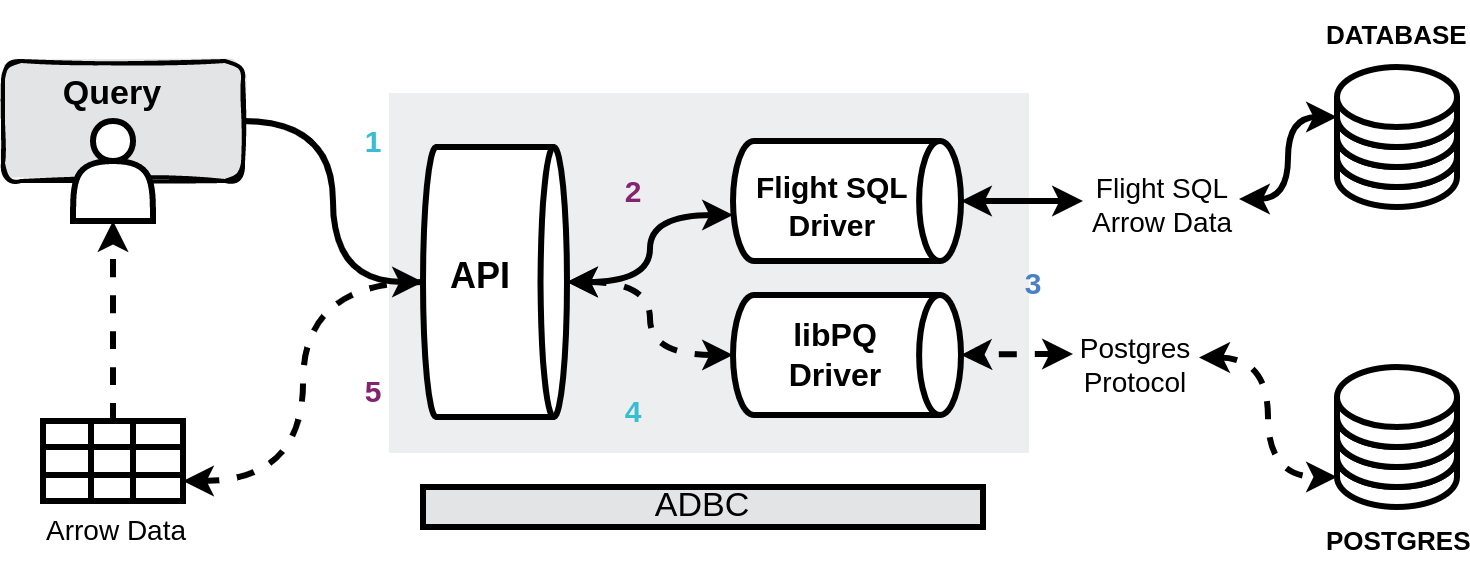 DATABASE
Query
1
2
Flight SQL
Driver
Flight SQL
Arrow Data
API
3
libPQ
Driver
Postgres
Protocol
5
4
ADBC
Arrow Data
POSTGRES